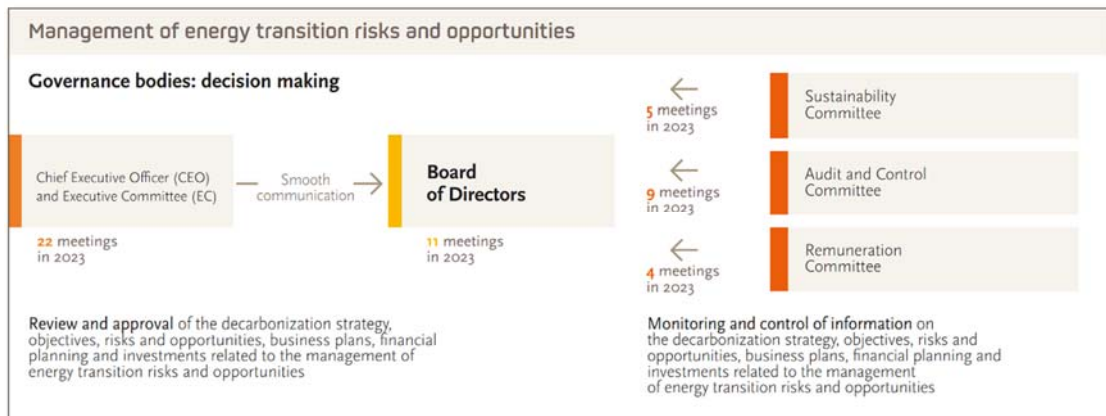 Management of energy transition risks and opportunities
Governance bodies: decision making
Chief Executive Officer (CEO)
and Executive Committee (EC)
22 meetings
in 2023
Smooth
communication
Board
of Directors
11 meetings
in 2023
5 meetings
in 2023
Sustainability
Committee
9 meetings
in 2023
Audit and Control
Committee
4 meetings
in 2023
Remuneration
Committee
Review and approval of the decarbonization strategy,
objectives, risks and opportunities, business plans, financial
planning and investments related to the management of
energy transition risks and opportunities
Monitoring and control of information on
the decarbonization strategy, objectives, risks and
opportunities, business plans, financial planning and
investments related to the management
of energy transition risks and opportunities